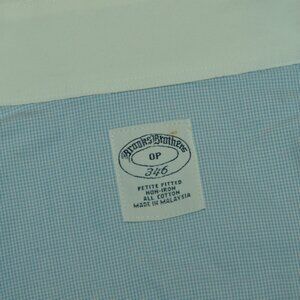 Brooks Brothers
OP
346
PETITE FITTED
NON-IRON
ALL COTTON
MADE IN MALAYSIA